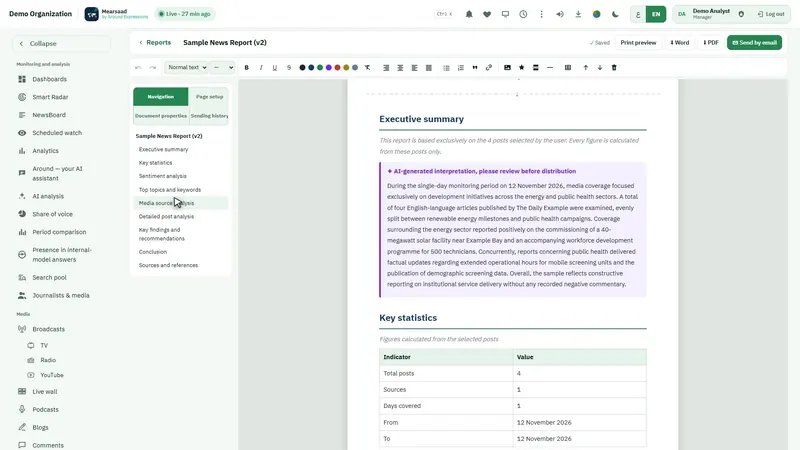 Demo Organization
Mearsaad
by Around Expressions
Live · 27 min ago
Ctrl K
ع
EN
DA
Demo Analyst
Manager
Log out
Collapse
Monitoring and analysis
Dashboards
Smart Radar
NewsBoard
Scheduled watch
Analytics
Around — your AI
assistant
AI analysis
Share of voice
Period comparison
Presence in internal-
model answers
Search pool
Journalists & media
Media
Broadcasts
TV
Radio
YouTube
Live wall
Podcasts
Blogs
Comments
Reports
Sample News Report (v2)
✓ Saved
Print preview
Word
PDF
Send by email
Normal text
—
B I U S
Navigation
Page setup
Document properties
Sending history
Sample News Report (v2)
Executive summary
Key statistics
Sentiment analysis
Top topics and keywords
Media source analysis
Detailed post analysis
Key findings and
recommendations
Conclusion
Sources and references
Executive summary
This report is based exclusively on the 4 posts selected by the user. Every figure is calculated
from these posts only.
✦ AI-generated interpretation, please review before distribution
During the single-day monitoring period on 12 November 2026, media coverage focused
exclusively on development initiatives across the energy and public health sectors. A total
of four English-language articles published by The Daily Example were examined, evenly
split between renewable energy milestones and public health campaigns. Coverage
surrounding the energy sector reported positively on the commissioning of a 40-
megawatt solar facility near Example Bay and an accompanying workforce development
programme for 500 technicians. Concurrently, reports concerning public health delivered
factual updates regarding extended operational hours for mobile screening units and the
publication of demographic screening data. Overall, the sample reflects constructive
reporting on institutional service delivery without any recorded negative commentary.
Key statistics
Figures calculated from the selected posts
Indicator Value
Total posts 4
Sources 1
Days covered 1
From 12 November 2026
To 12 November 2026